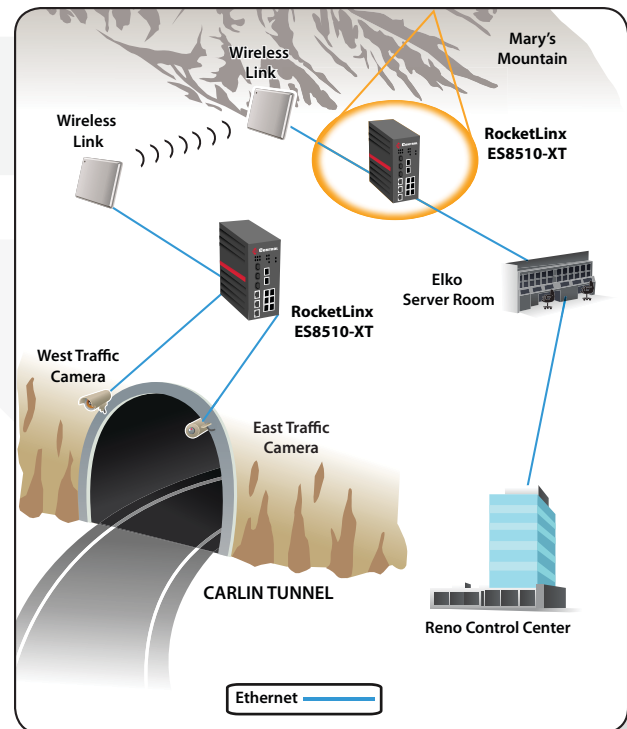 Mary's
Mountain
Wireless
Link
Wireless
Link
RocketLinx
ES8510-XT
Elko
Server Room
RocketLinx
ES8510-XT
West Traffic
Camera
East Traffic
Camera
CARLIN TUNNEL
Reno Control Center
Ethernet